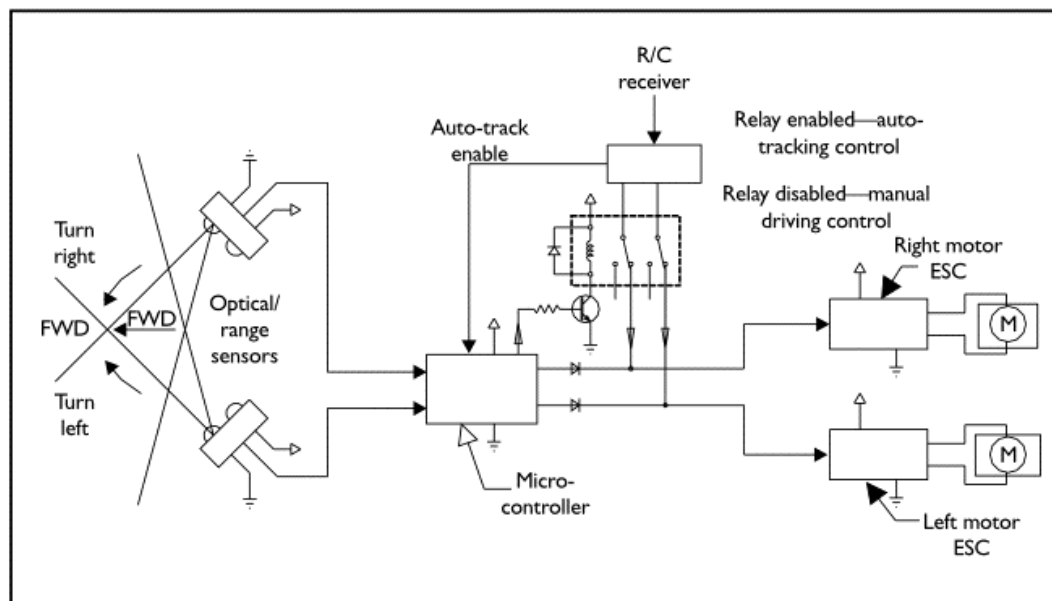 R/C
receiver
Auto-track
enable
Relay enabled—auto-
tracking control
Relay disabled—manual
driving control
Turn
right
FWD
FWD
Optical/
range
sensors
Turn
left
Micro-
controller
Right motor
ESC
M
Left motor
ESC
M